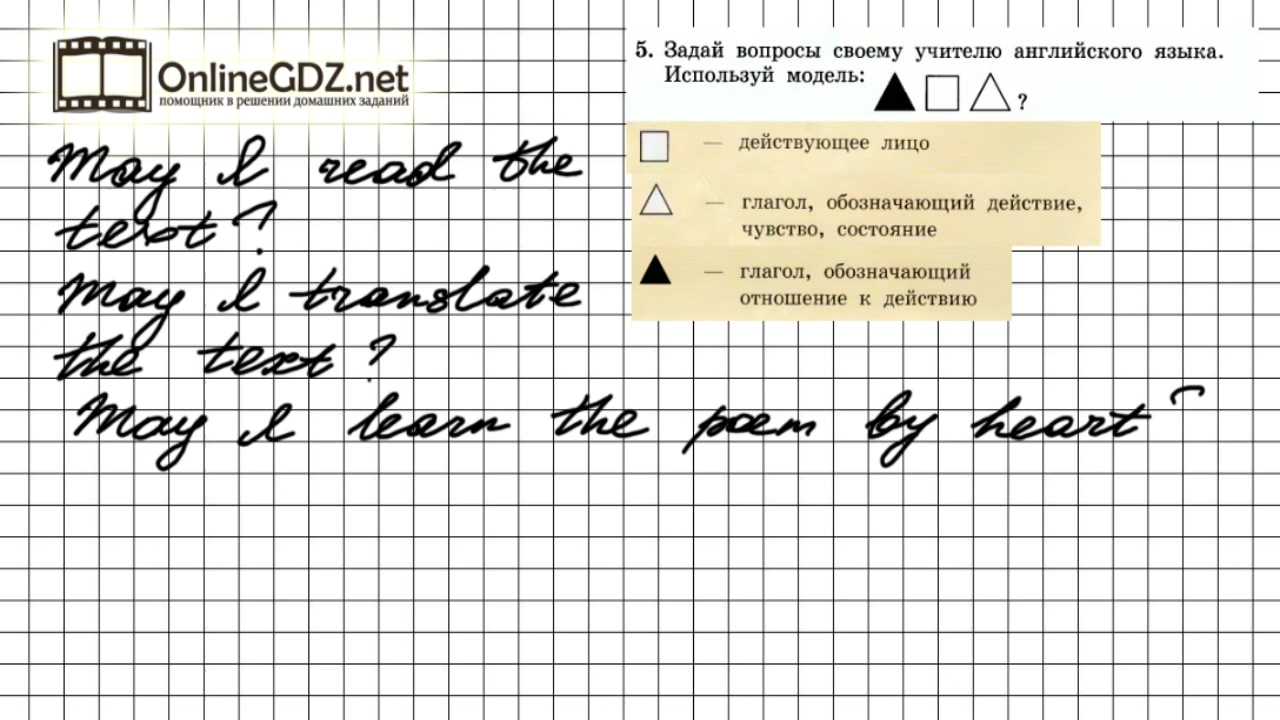 OnlineGDZ.net
помощник в решении домашних заданий
5. Задай вопросы своему учителю английского языка.
Используй модель:
?
— действующее лицо
— глагол, обозначающий действие,
чувство, состояние
— глагол, обозначающий
отношение к действию
May I read the
text?
May I translate
the text?
May I learn the poem by heart?